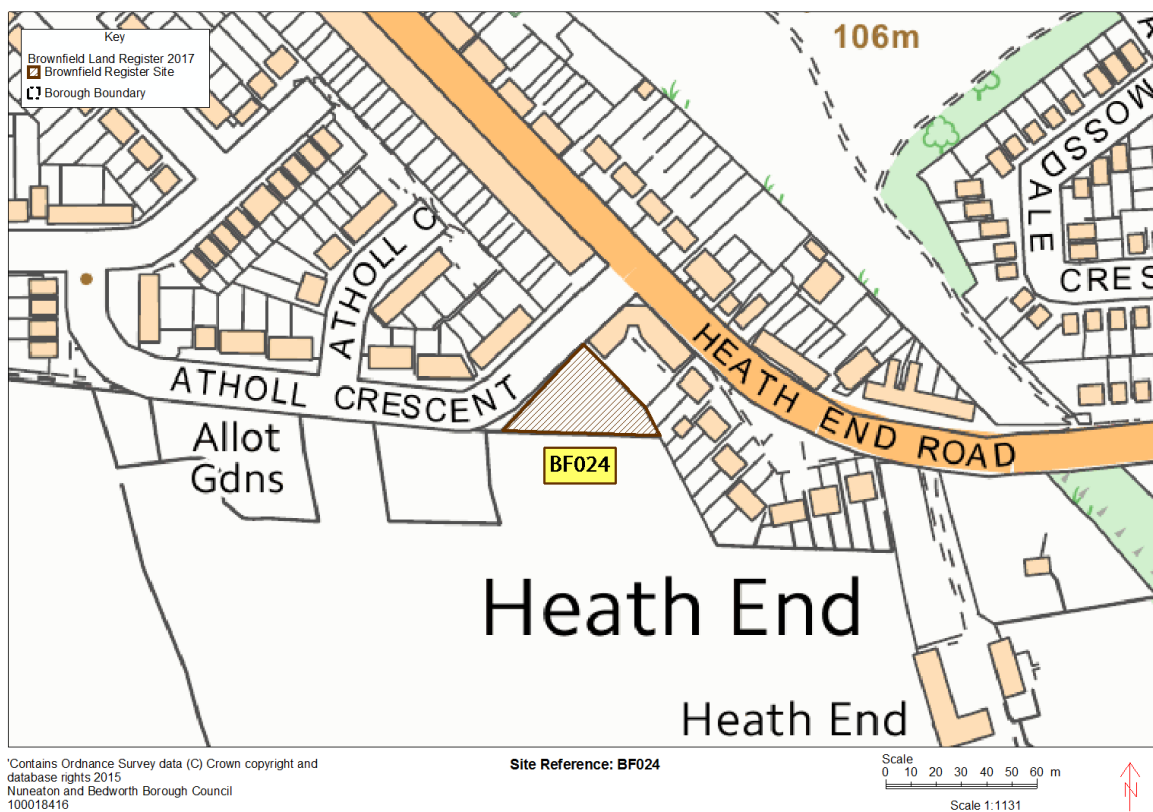 Key
Brownfield Land Register 2017
Brownfield Register Site
Borough Boundary
106m
MOSSDALE
CRES
ATHOLL C
ATHOLL CRESCENT
HEATH END ROAD
Allot
Gdns
BF024
Heath End
Heath End
'Contains Ordnance Survey data (C) Crown copyright and
database rights 2015
Nuneaton and Bedworth Borough Council
100018416
Site Reference: BF024
Scale
0 10 20 30 40 50 60 m
Scale 1:1131
N